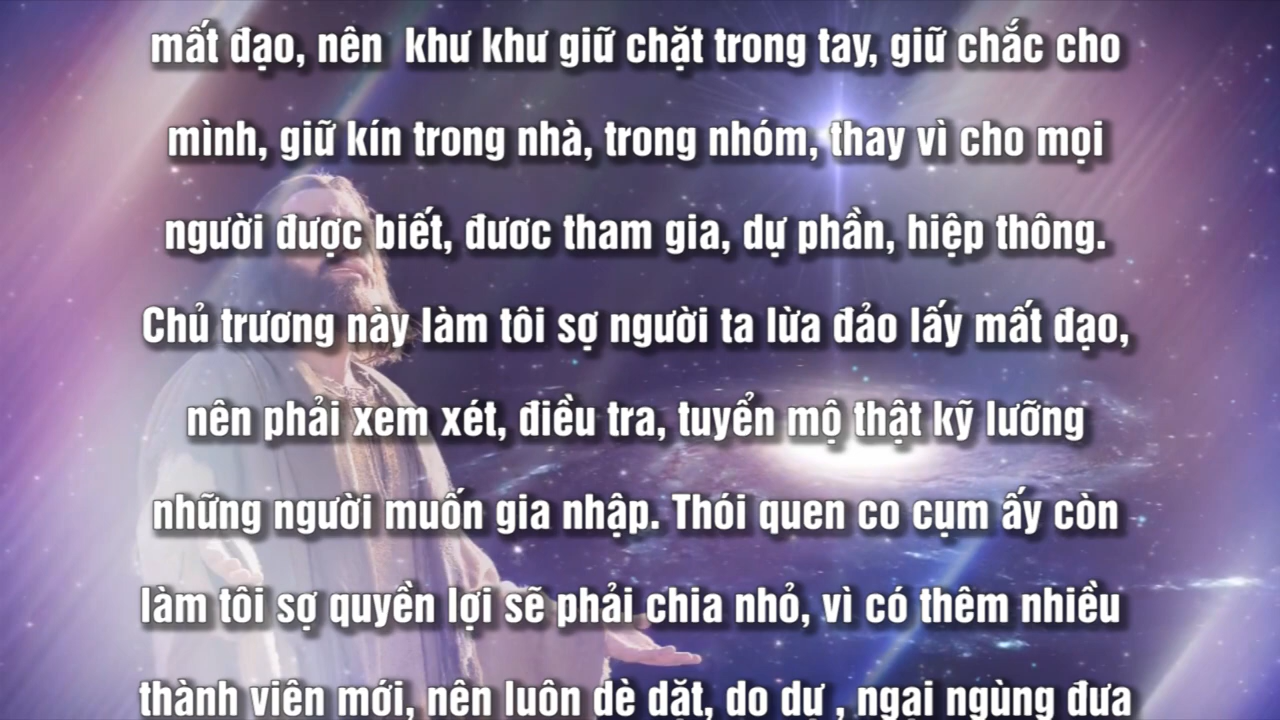 mất đạo, nên khư khư giữ chặt trong tay, giữ chắc cho
mình, giữ kín trong nhà, trong nhóm, thay vì cho mọi
người được biết, đươc tham gia, dự phần, hiệp thông.
Chủ trương này làm tôi sợ người ta lừa đảo lấy mất đạo,
nên phải xem xét, điều tra, tuyển mộ thật kỹ lưỡng
những người muốn gia nhập. Thói quen co cụm ấy còn
làm tôi sợ quyền lợi sẽ phải chia nhỏ, vì có thêm nhiều
thành viên mới, nên luôn dè dặt, do dự , ngại ngùng đưa